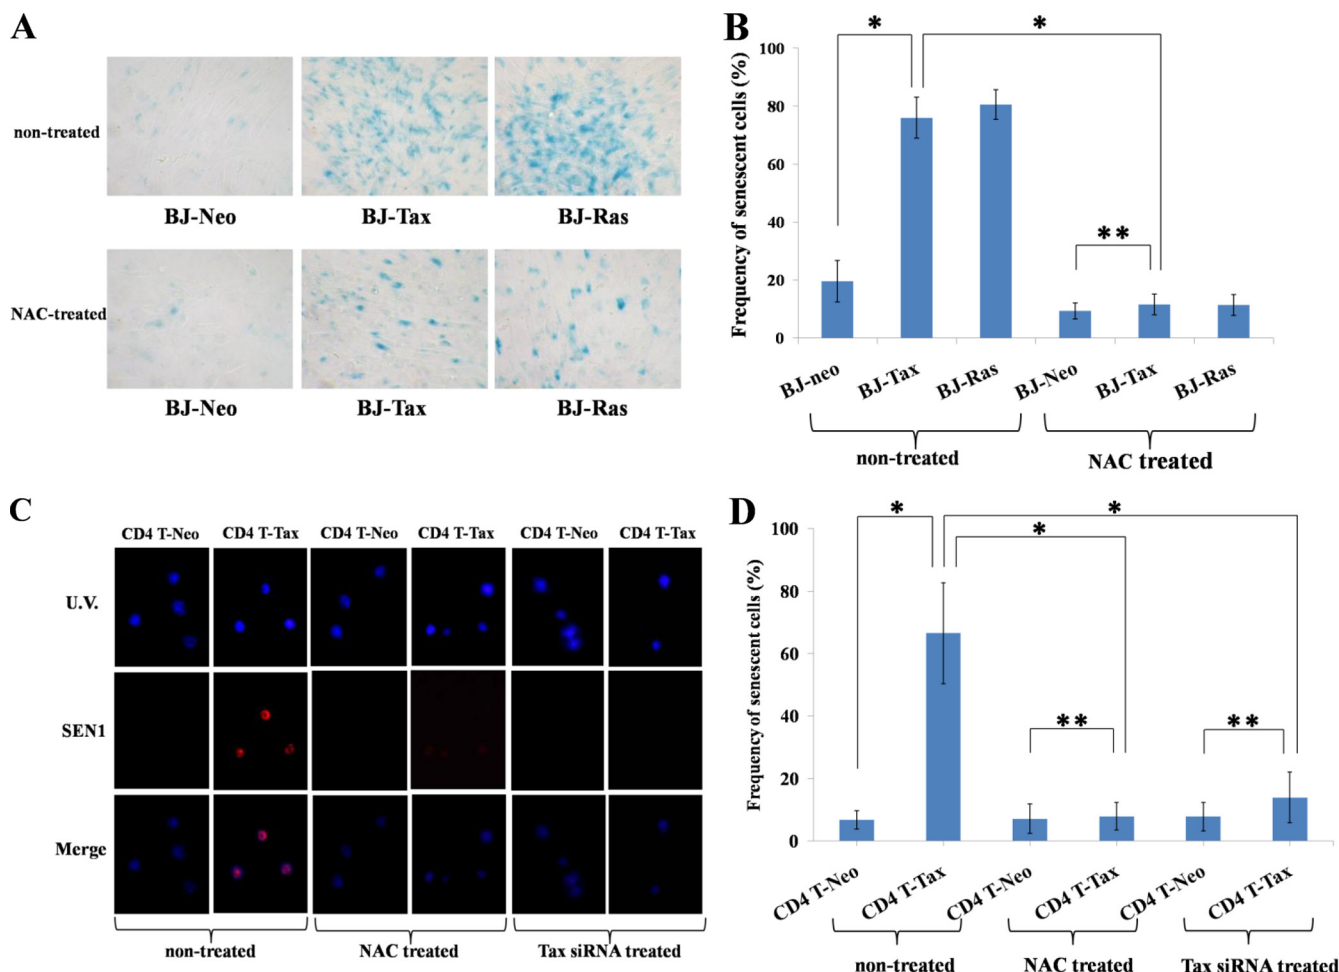 A
non-treated
BJ-Neo BJ-Tax BJ-Ras
NAC-treated
BJ-Neo BJ-Tax BJ-Ras
B
Frequency of senescent cells (%)
100
80
60
40
20
0
* *
**
BJ-neo BJ-Tax BJ-Ras BJ-Neo BJ-Tax BJ-Ras
non-treated NAC treated
C
CD4 T-Neo CD4 T-Tax CD4 T-Neo CD4 T-Tax CD4 T-Neo CD4 T-Tax
U.V.
SEN1
Merge
non-treated NAC treated Tax siRNA treated
D
Frequency of senescent cells (%)
100
80
60
40
20
0
* * *
** **
CD4 T-Neo CD4 T-Tax CD4 T-Neo CD4 T-Tax CD4 T-Neo CD4 T-Tax
non-treated NAC treated Tax siRNA treated